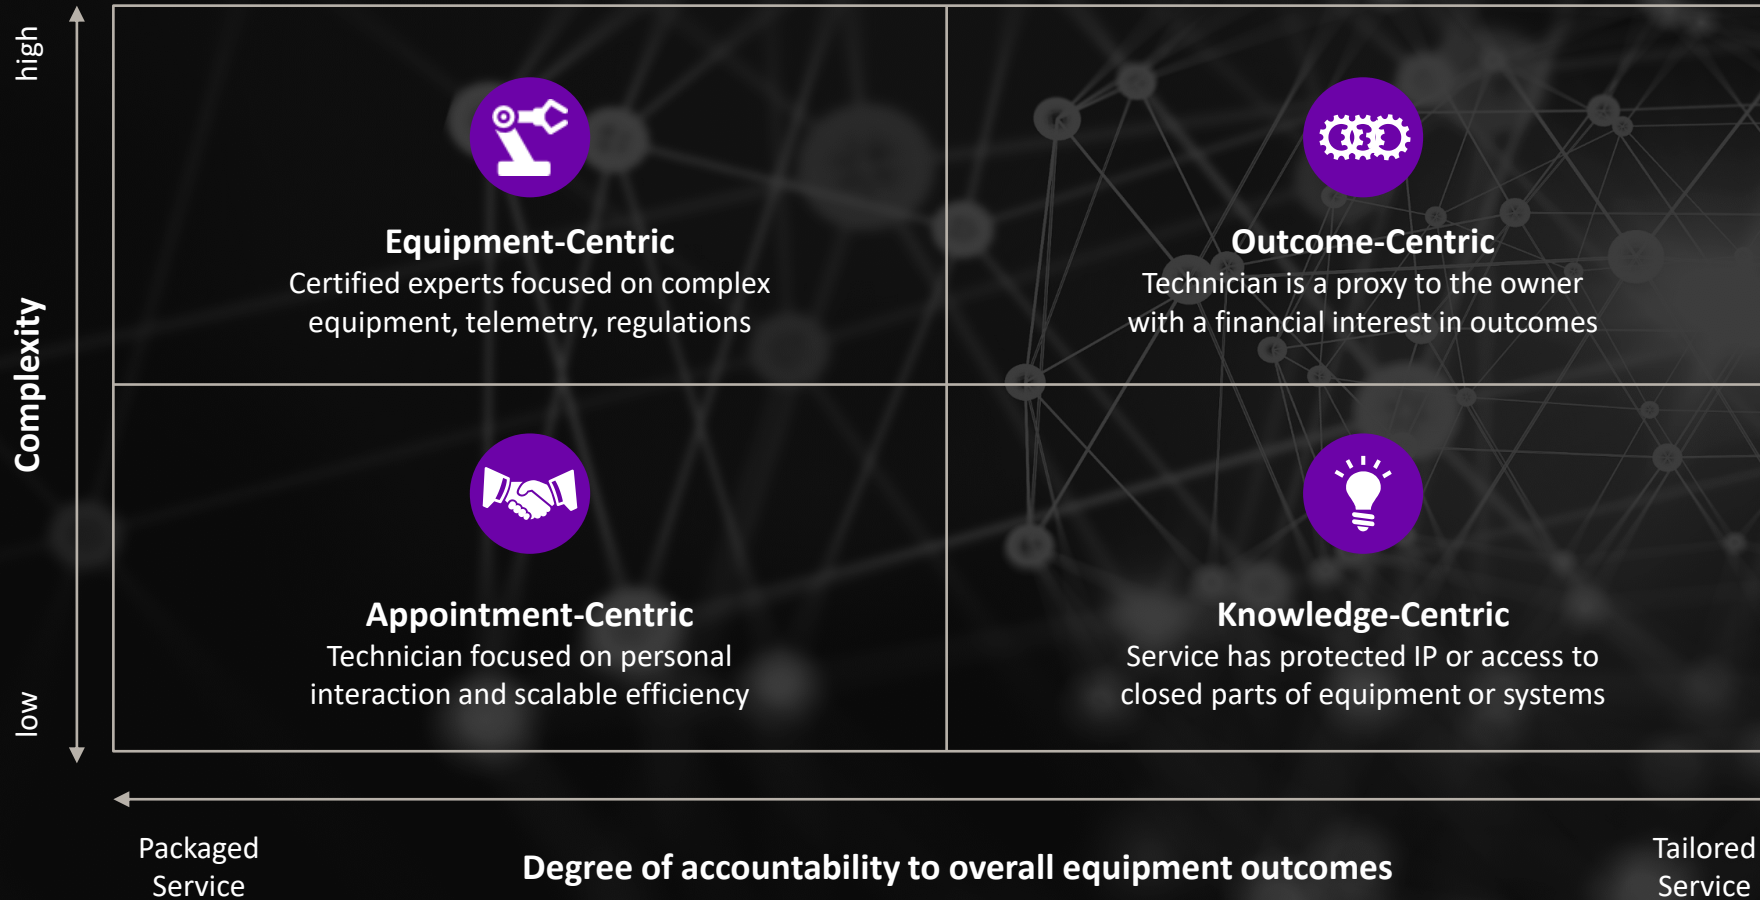 high
Complexity
low
Equipment-Centric
Certified experts focused on complex
equipment, telemetry, regulations
Outcome-Centric
Technician is a proxy to the owner
with a financial interest in outcomes
Appointment-Centric
Technician focused on personal
interaction and scalable efficiency
Knowledge-Centric
Service has protected IP or access to
closed parts of equipment or systems
Packaged
Service
Degree of accountability to overall equipment outcomes
Tailored
Service